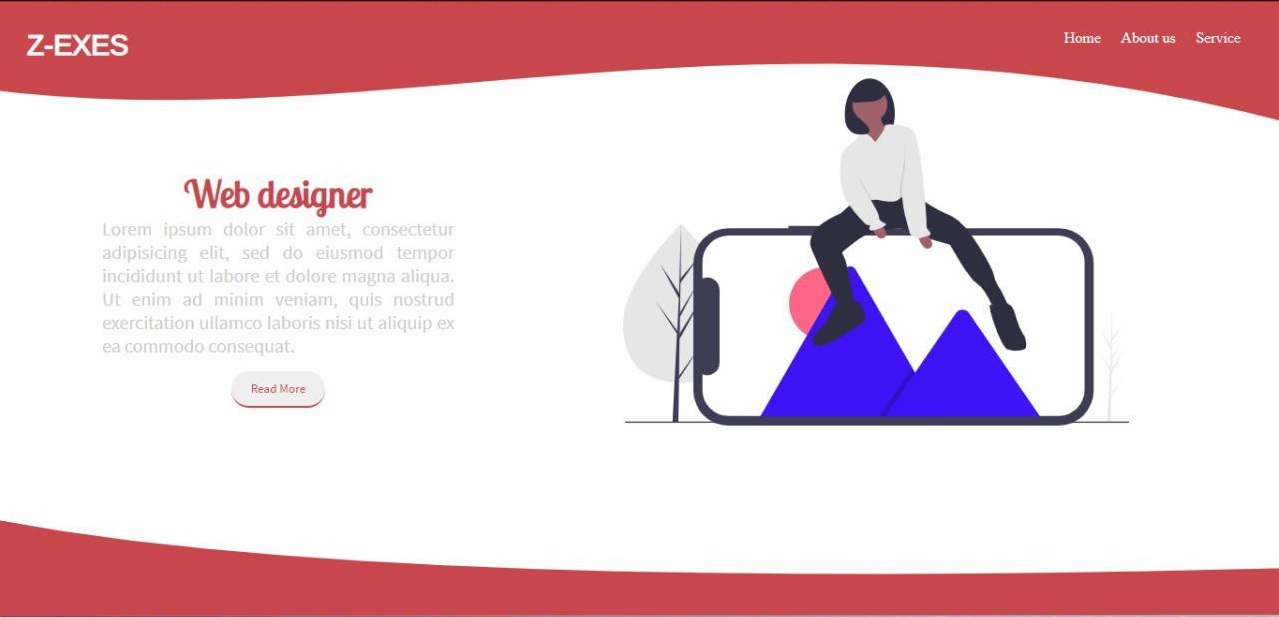 Z-EXES
Home About us Service
Web designer
Lorem ipsum dolor sit amet, consectetur
adipisicing elit, sed do eiusmod tempor
incididunt ut labore et dolore magna aliqua.
Ut enim ad minim veniam, quis nostrud
exercitation ullamco laboris nisi ut aliquip ex
ea commodo consequat.
Read More